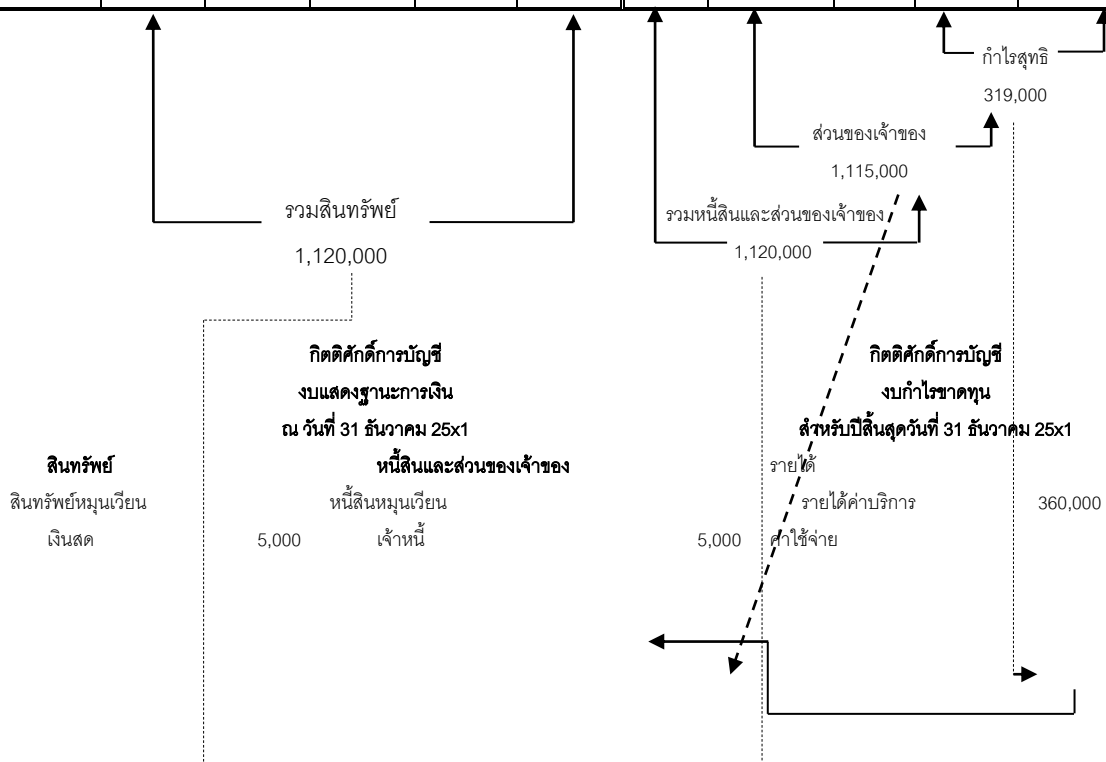 กำไรสุทธิ
319,000
ส่วนของเจ้าของ
1,115,000
รวมสินทรัพย์
รวมหนี้สินและส่วนของเจ้าของ
1,120,000
1,120,000
กิตติศักดิ์การบัญชี
งบแสดงฐานะการเงิน
ณ วันที่ 31 ธันวาคม 25x1
สินทรัพย์
หนี้สินและส่วนของเจ้าของ
สินทรัพย์หมุนเวียน
หนี้สินหมุนเวียน
เงินสด 5,000 เจ้าหนี้ 5,000
กิตติศักดิ์การบัญชี
งบกำไรขาดทุน
สำหรับปีสิ้นสุดวันที่ 31 ธันวาคม 25x1
รายได้
รายได้ค่าบริการ 360,000
ค่าใช้จ่าย